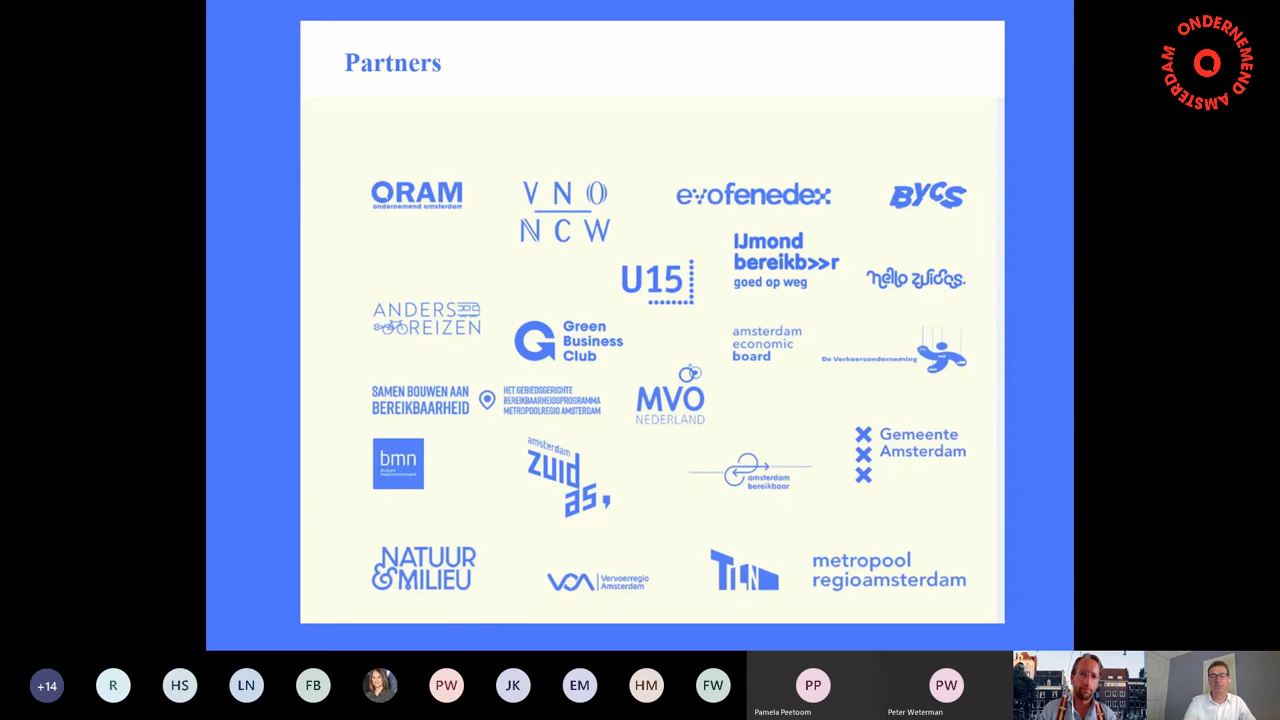 Partners
ONDERNEMEND AMSTERDAM
ORAM
ondernemend amsterdam
VNO
NCW
evofenedex
BYCS
IJmond
bereikb>>r
goed op weg
U15
hello zuidas.
ANDERS
REIZEN
Green
Business
Club
amsterdam
economic
board
De Verkeersonderneming
SAMEN BOUWEN AAN
BEREIKBAARHEID
HET GEBIEDSGERICHTE
BEREIKBAARHEIDSPROGRAMMA
METROPOOLREGIO AMSTERDAM
MVO
NEDERLAND
Gemeente
Amsterdam
bmn
amsterdam
zuid
as,
amsterdam
bereikbaar
NATUUR
&MILIEU
Vervoerregio
Amsterdam
TLN
metropool
regioamsterdam
+14
R
HS
LN
FB
PW
JK
EM
HM
FW
PP
Pamela Peetoom
PW
Peter Weterman